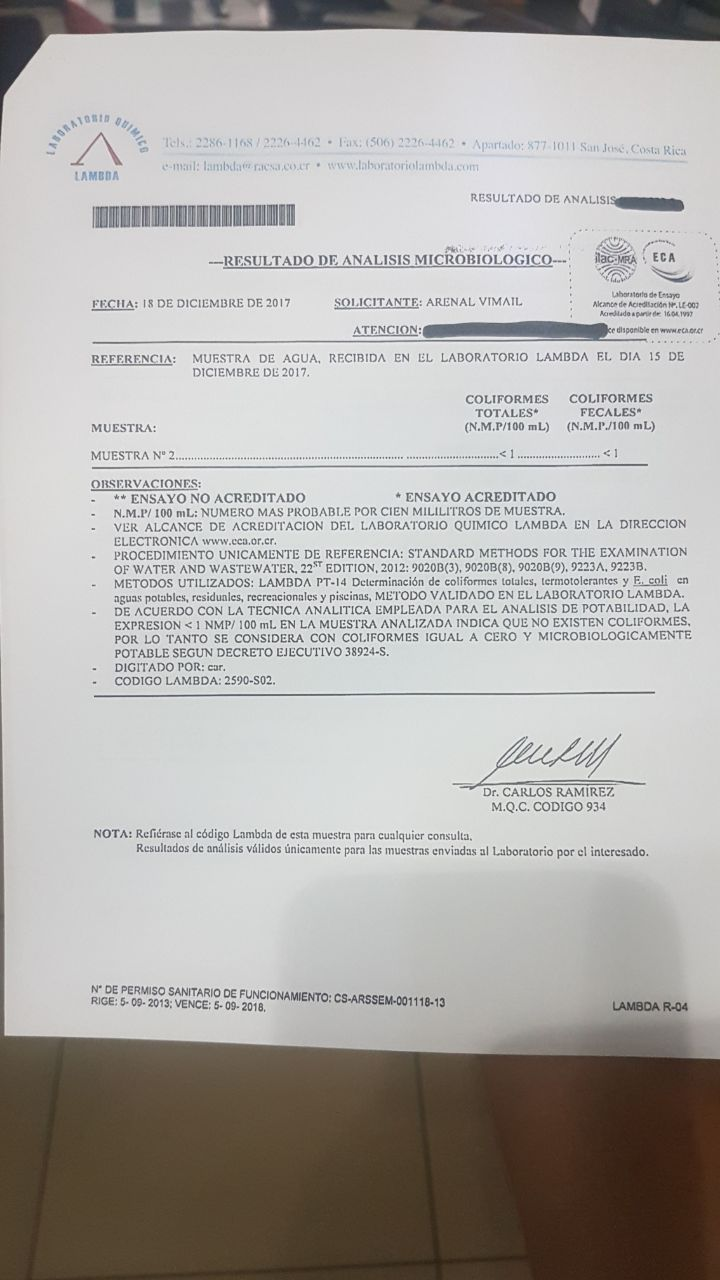 LABORATORIO QUIMICO
LAMBDA
Tels.: 2286-1168 / 2226-4462 • Fax: (506) 2226-4462 • Apartado: 877-1011 San José, Costa Rica
e-mail: lambda@racsa.co.cr • www.laboratoriolambda.com
RESULTADO DE ANALISIS
---RESULTADO DE ANALISIS MICROBIOLOGICO---
ilac-MRA ECA
Laboratorio de Ensayo
Alcance de Acreditación Nº. LE-002
Acreditado a partir de: 16.04.1997
ce disponible en www.eca.or.cr
FECHA: 18 DE DICIEMBRE DE 2017 SOLICITANTE: ARENAL VIMAIL
ATENCION:
REFERENCIA: MUESTRA DE AGUA, RECIBIDA EN EL LABORATORIO LAMBDA EL DIA 15 DE
DICIEMBRE DE 2017.
COLIFORMES COLIFORMES
TOTALES* FECALES*
MUESTRA: (N.M.P/100 mL) (N.M.P./100 mL)
MUESTRA Nº 2.......................................................................................< 1 .......................... < 1
OBSERVACIONES:
- ** ENSAYO NO ACREDITADO * ENSAYO ACREDITADO
- N.M.P/ 100 mL: NUMERO MAS PROBABLE POR CIEN MILILITROS DE MUESTRA.
- VER ALCANCE DE ACREDITACION DEL LABORATORIO QUIMICO LAMBDA EN LA DIRECCION
ELECTRONICA www.eca.or.cr.
- PROCEDIMIENTO UNICAMENTE DE REFERENCIA: STANDARD METHODS FOR THE EXAMINATION
OF WATER AND WASTEWATER, 22ST EDITION, 2012: 9020B(3), 9020B(8), 9020B(9), 9223A, 9223B.
- METODOS UTILIZADOS: LAMBDA PT-14 Determinación de coliformes totales, termotolerantes y E. coli en
aguas potables, residuales, recreacionales y piscinas, METODO VALIDADO EN EL LABORATORIO LAMBDA.
- DE ACUERDO CON LA TECNICA ANALITICA EMPLEADA PARA EL ANALISIS DE POTABILIDAD, LA
EXPRESION < 1 NMP/ 100 mL EN LA MUESTRA ANALIZADA INDICA QUE NO EXISTEN COLIFORMES,
POR LO TANTO SE CONSIDERA CON COLIFORMES IGUAL A CERO Y MICROBIOLOGICAMENTE
POTABLE SEGUN DECRETO EJECUTIVO 38924-S.
- DIGITADO POR: car.
- CODIGO LAMBDA: 2590-S02.
Dr. CARLOS RAMIREZ
M.Q.C. CODIGO 934
NOTA: Refiérase al código Lambda de esta muestra para cualquier consulta.
Resultados de análisis válidos únicamente para las muestras enviadas al Laboratorio por el interesado.
N° DE PERMISO SANITARIO DE FUNCIONAMIENTO: CS-ARSSEM-001118-13
RIGE: 5- 09- 2013; VENCE: 5- 09- 2018.
LAMBDA R-04